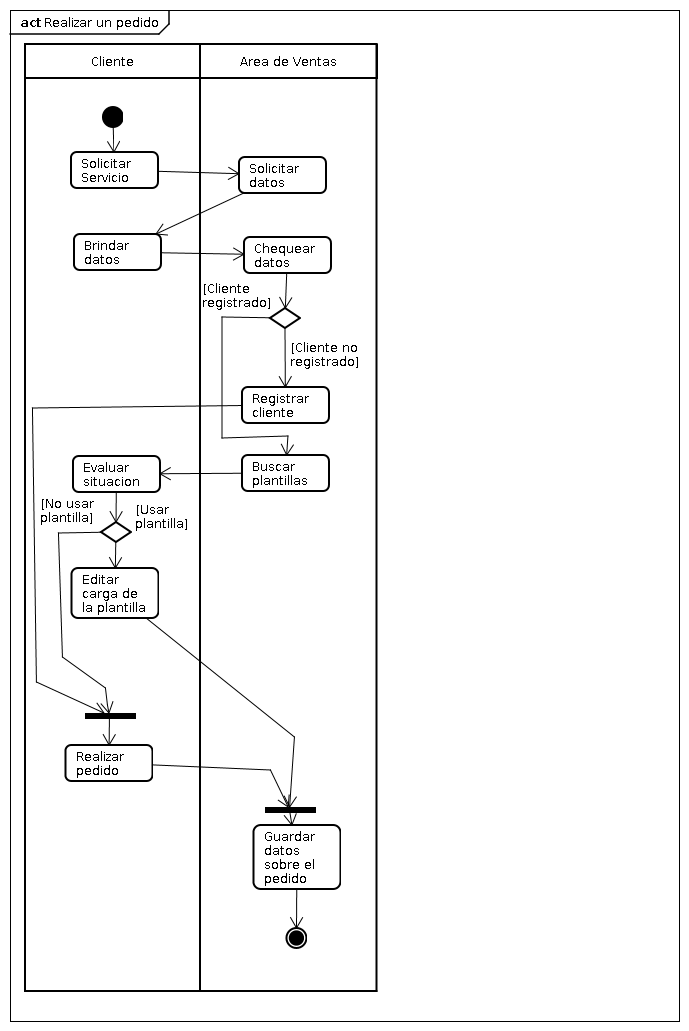 act Realizar un pedido
Cliente
Area de Ventas
Solicitar
Servicio
Solicitar
datos
Brindar
datos
Chequear
datos
[Cliente
registrado]
[Cliente no
registrado]
Registrar
cliente
Buscar
plantillas
Evaluar
situacion
[No usar
plantilla]
[Usar
plantilla]
Editar
carga de
la plantilla
Realizar
pedido
Guardar
datos
sobre el
pedido